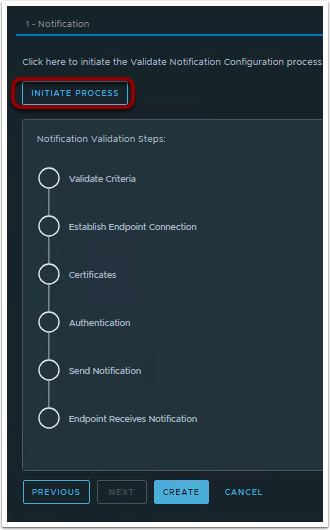 1 - Notification
Click here to initiate the Validate Notification Configuration process
INITIATE PROCESS
Notification Validation Steps:
Validate Criteria
Establish Endpoint Connection
Certificates
Authentication
Send Notification
Endpoint Receives Notification
PREVIOUS NEXT CREATE CANCEL